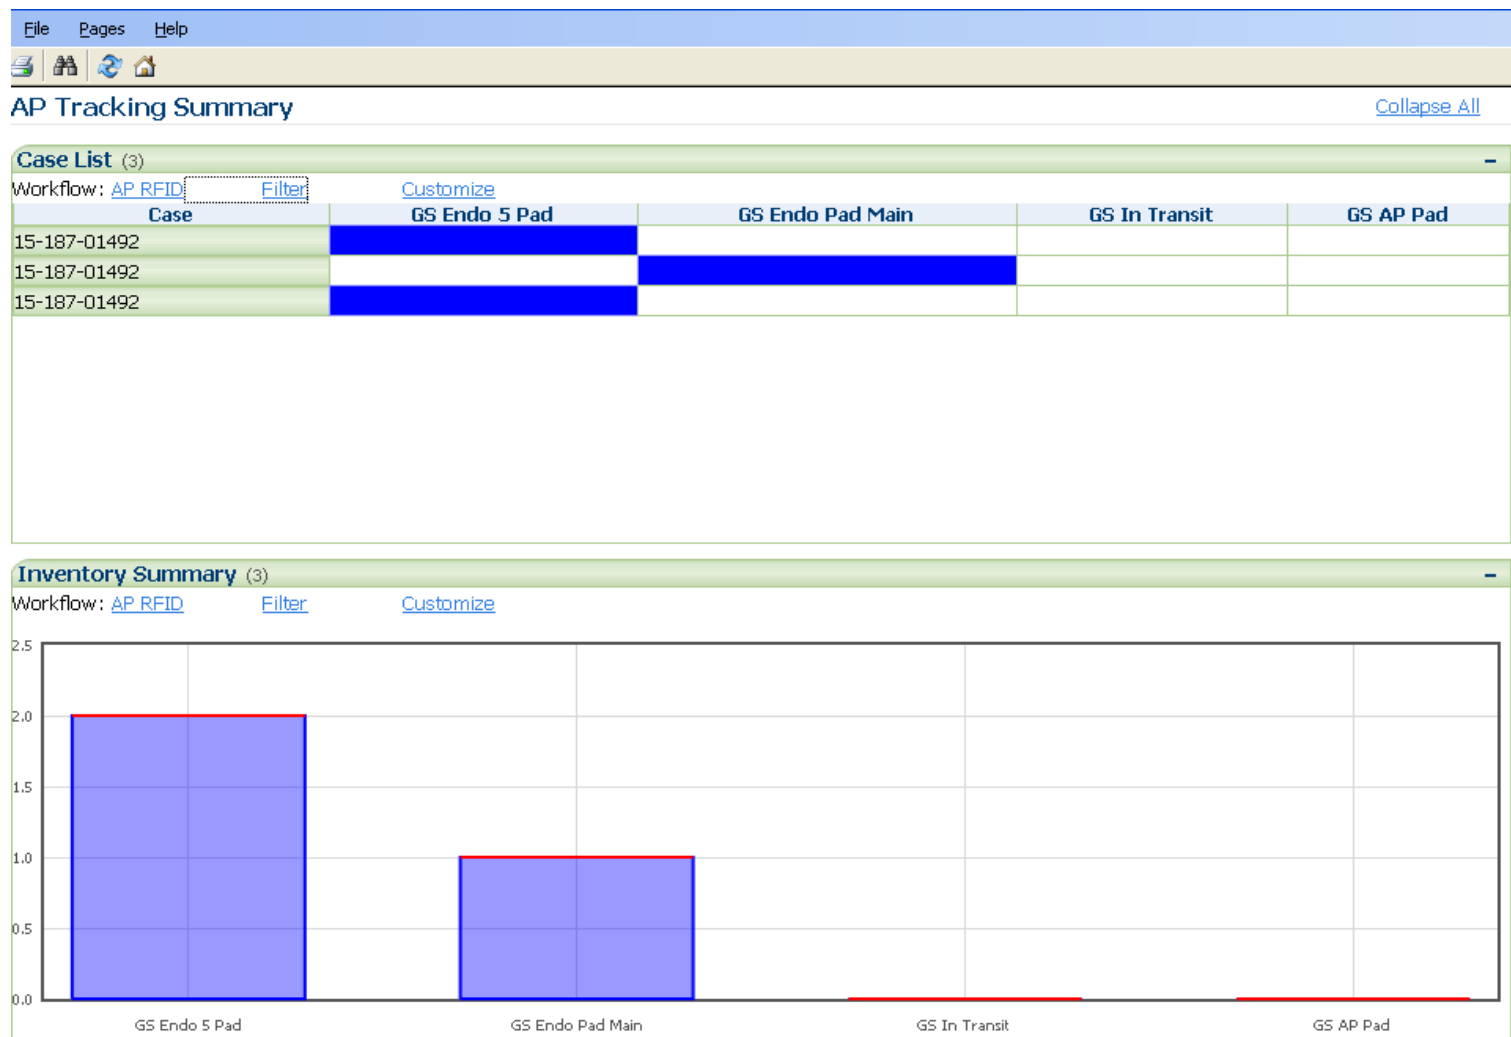 File Pages Help
AP Tracking Summary Collapse All
Case List (3) –
Workflow: AP RFID Filter Customize
Case GS Endo 5 Pad GS Endo Pad Main GS In Transit GS AP Pad
15-187-01492
15-187-01492
15-187-01492
Inventory Summary (3) –
Workflow: AP RFID Filter Customize
2.5
2.0
1.5
1.0
0.5
0.0
GS Endo 5 Pad GS Endo Pad Main GS In Transit GS AP Pad